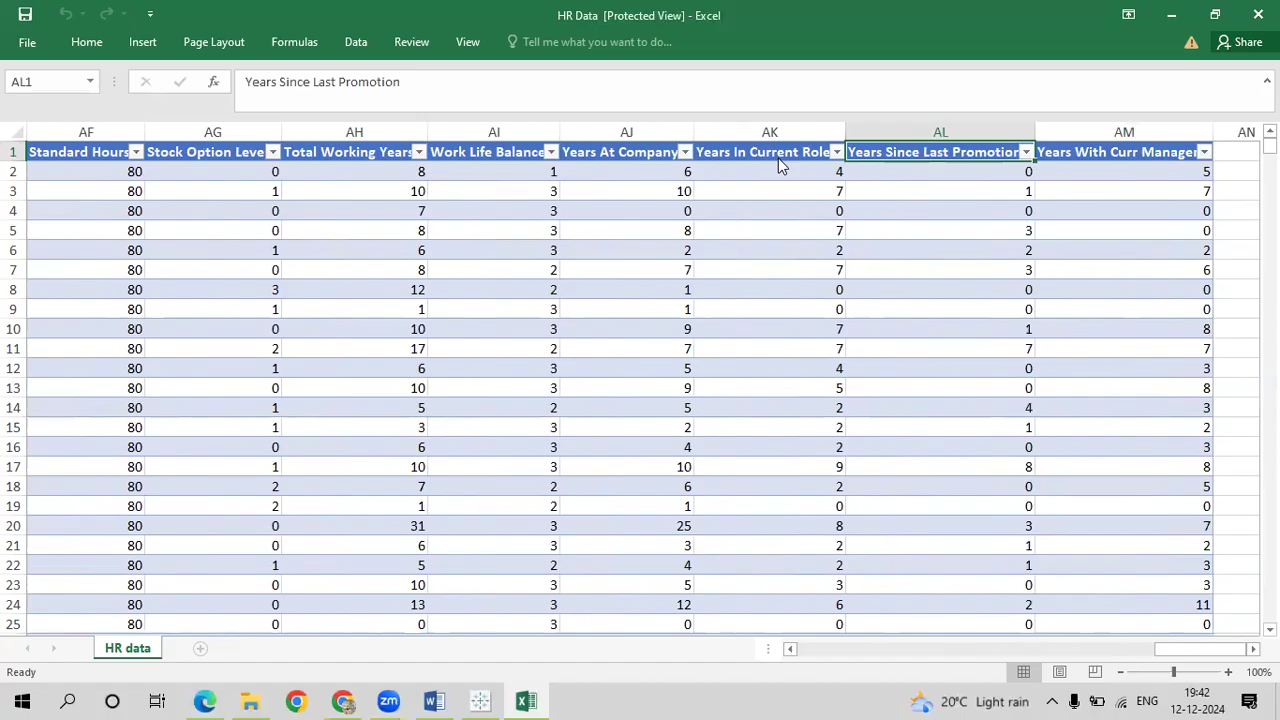 HR Data [Protected View] - Excel
File Home Insert Page Layout Formulas Data Review View Tell me what you want to do... Share
AL1 fx Years Since Last Promotion
AF AG AH AI AJ AK AL AM AN
1 Standard Hours Stock Option Leve Total Working Years Work Life Balance Years At Company Years In Current Role Years Since Last Promotion Years With Curr Manager
2 80 0 8 1 6 4 0 5
3 80 1 10 3 10 7 1 7
4 80 0 7 3 0 0 0 0
5 80 0 8 3 8 7 3 0
6 80 1 6 3 2 2 2 2
7 80 0 8 2 7 7 3 6
8 80 3 12 2 1 0 0 0
9 80 1 1 3 1 0 0 0
10 80 0 10 3 9 7 1 8
11 80 2 17 2 7 7 7 7
12 80 1 6 3 5 4 0 3
13 80 0 10 3 9 5 0 8
14 80 1 5 2 5 2 4 3
15 80 1 3 3 2 2 1 2
16 80 0 6 3 4 2 0 3
17 80 1 10 3 10 9 8 8
18 80 2 7 2 6 2 0 5
19 80 2 1 2 1 0 0 0
20 80 0 31 3 25 8 3 7
21 80 0 6 3 3 2 1 2
22 80 1 5 2 4 2 1 3
23 80 0 10 3 5 3 0 3
24 80 0 13 3 12 6 2 11
25 80 0 0 3 0 0 0 0
HR data
Ready 100%
zm 20°C Light rain ENG 19:42
12-12-2024